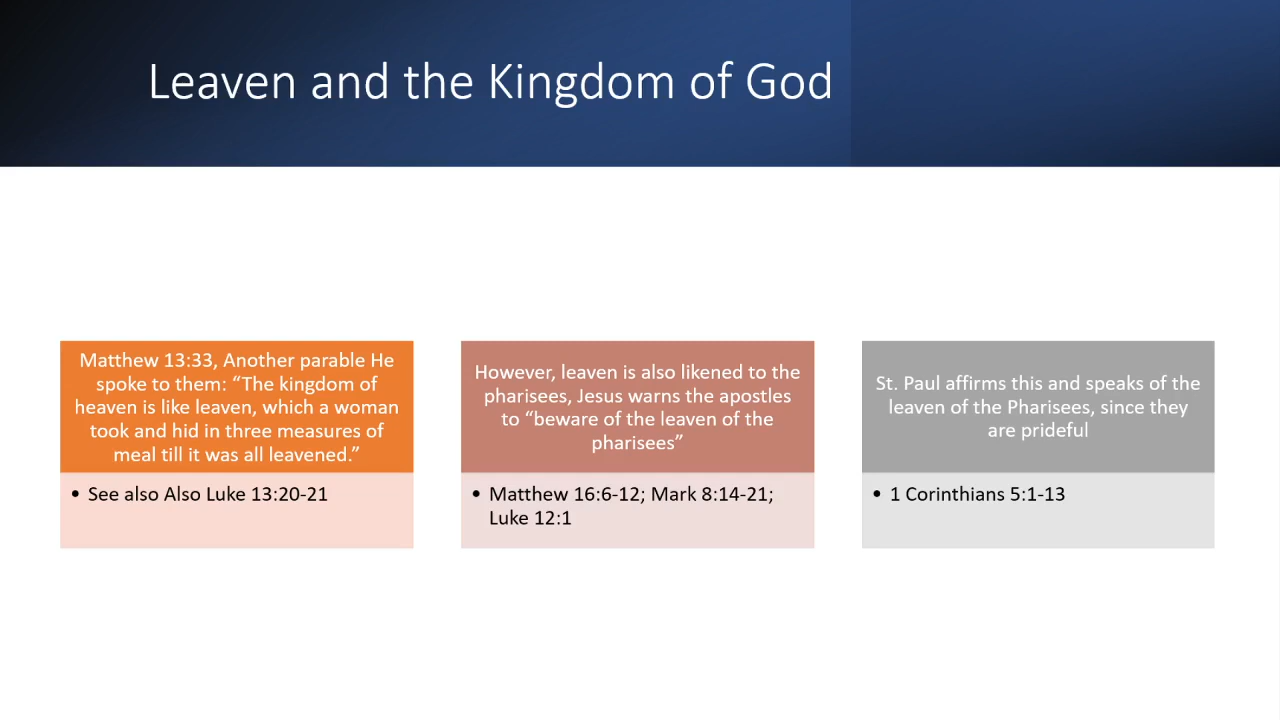 Leaven and the Kingdom of God
Matthew 13:33, Another parable He
spoke to them: “The kingdom of
heaven is like leaven, which a woman
took and hid in three measures of
meal till it was all leavened.”
• See also Also Luke 13:20-21
However, leaven is also likened to the
pharisees, Jesus warns the apostles
to “beware of the leaven of the
pharisees”
• Matthew 16:6-12; Mark 8:14-21;
Luke 12:1
St. Paul affirms this and speaks of the
leaven of the Pharisees, since they
are prideful
• 1 Corinthians 5:1-13